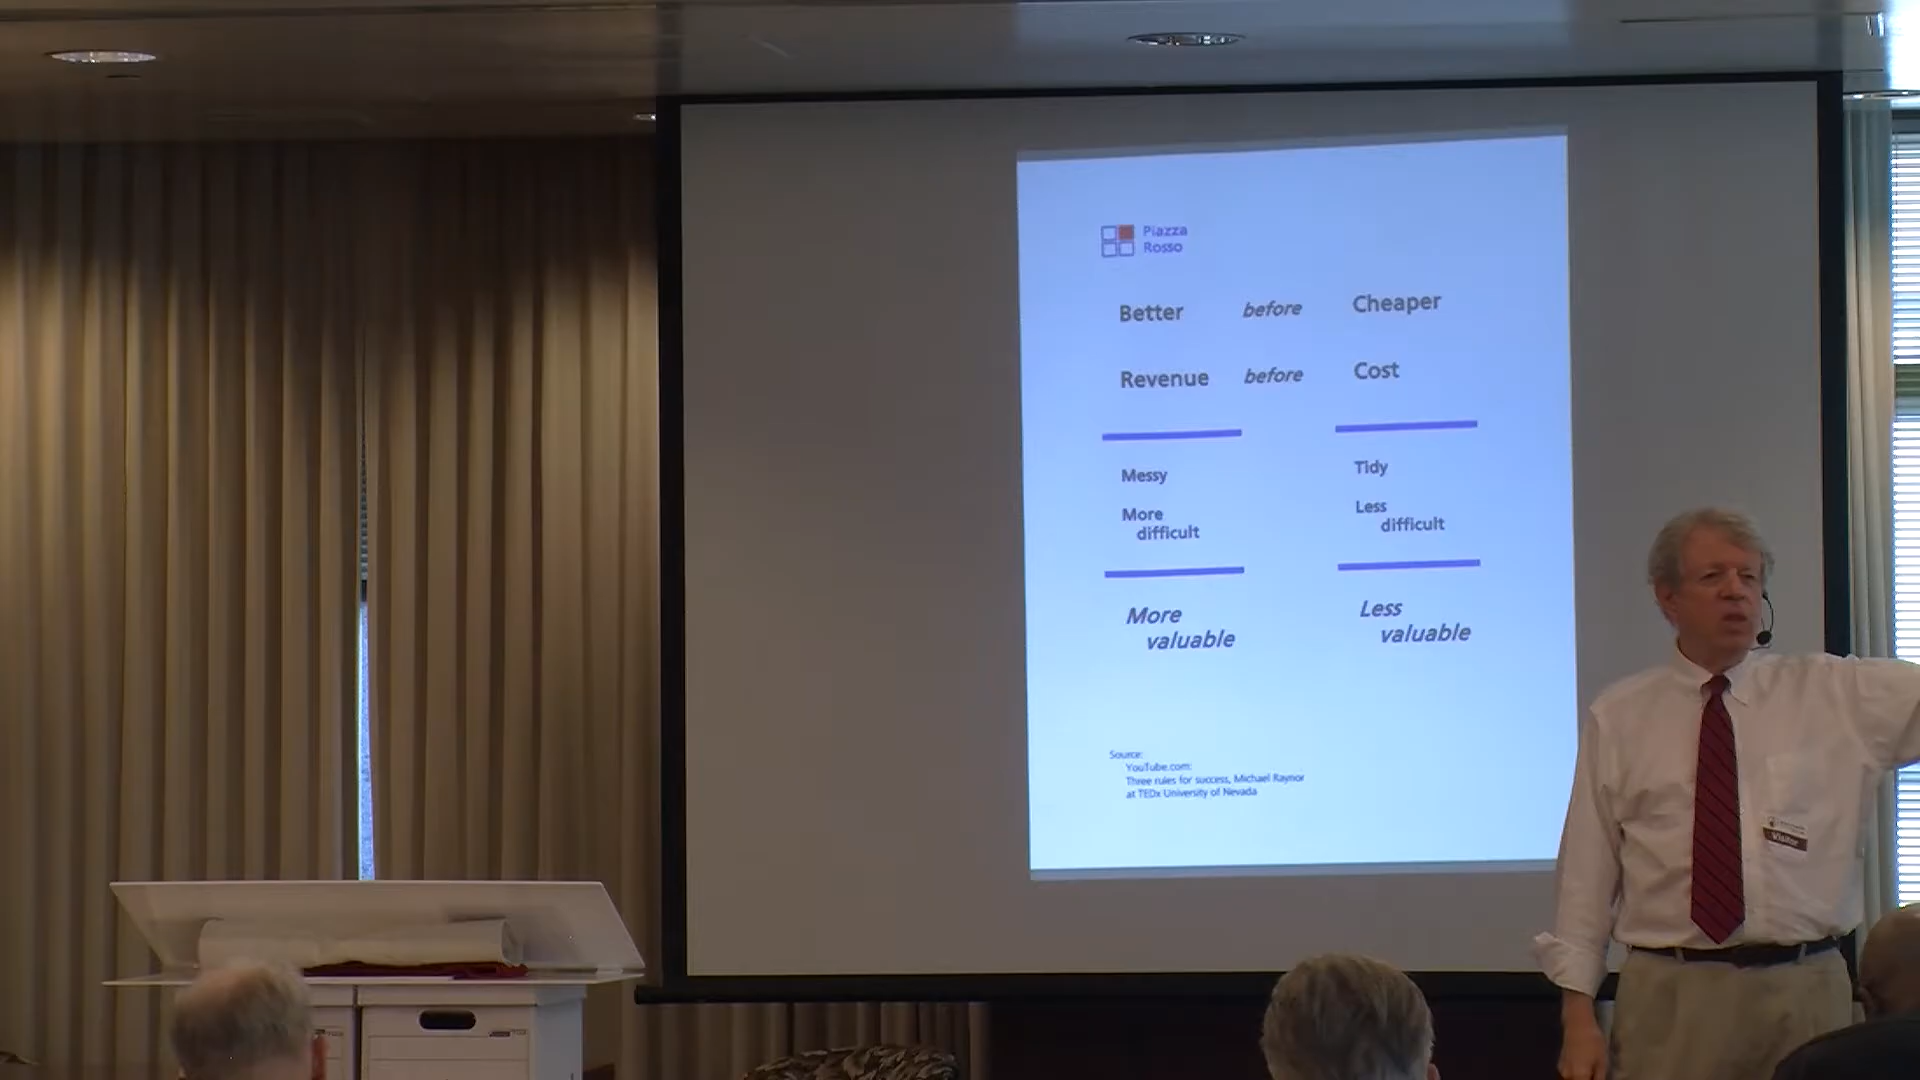 Piazza
Rosso
Better before Cheaper
Revenue before Cost
Messy Tidy
More Less
difficult difficult
More Less
valuable valuable
Source:
YouTube.com:
Three rules for success, Michael Raynor
at TEDx University of Nevada
Visitor